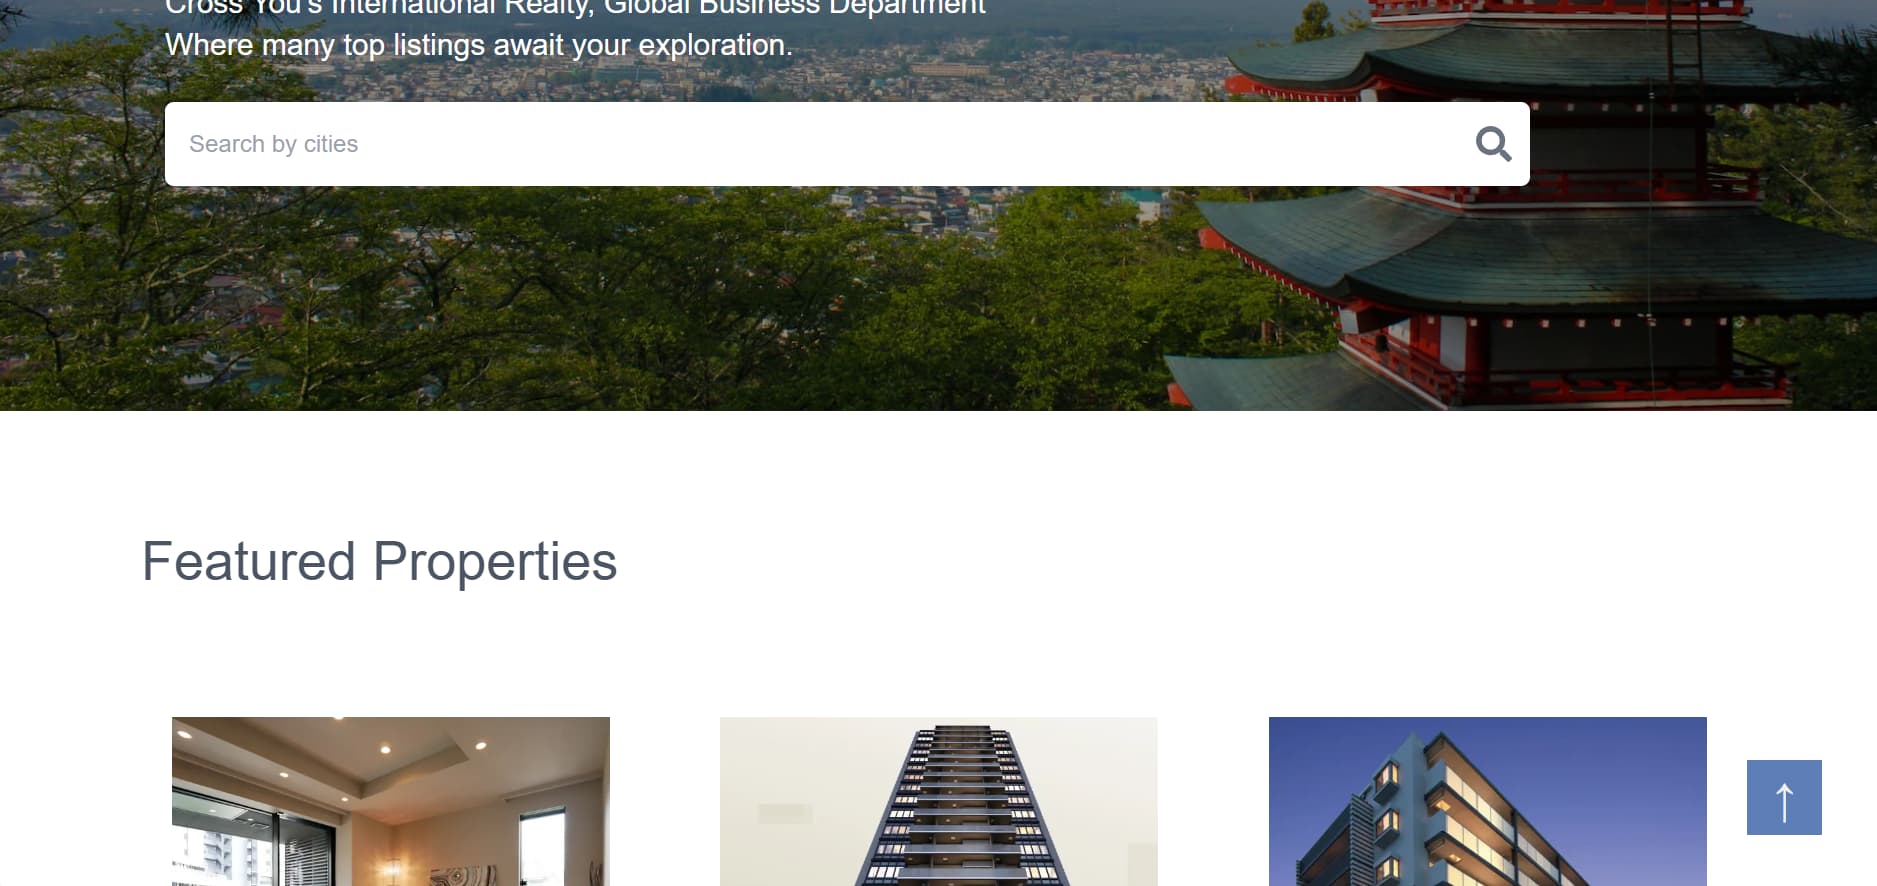 Cross You's International Realty, Global Business Department
Where many top listings await your exploration.
Search by cities
Featured Properties
↑